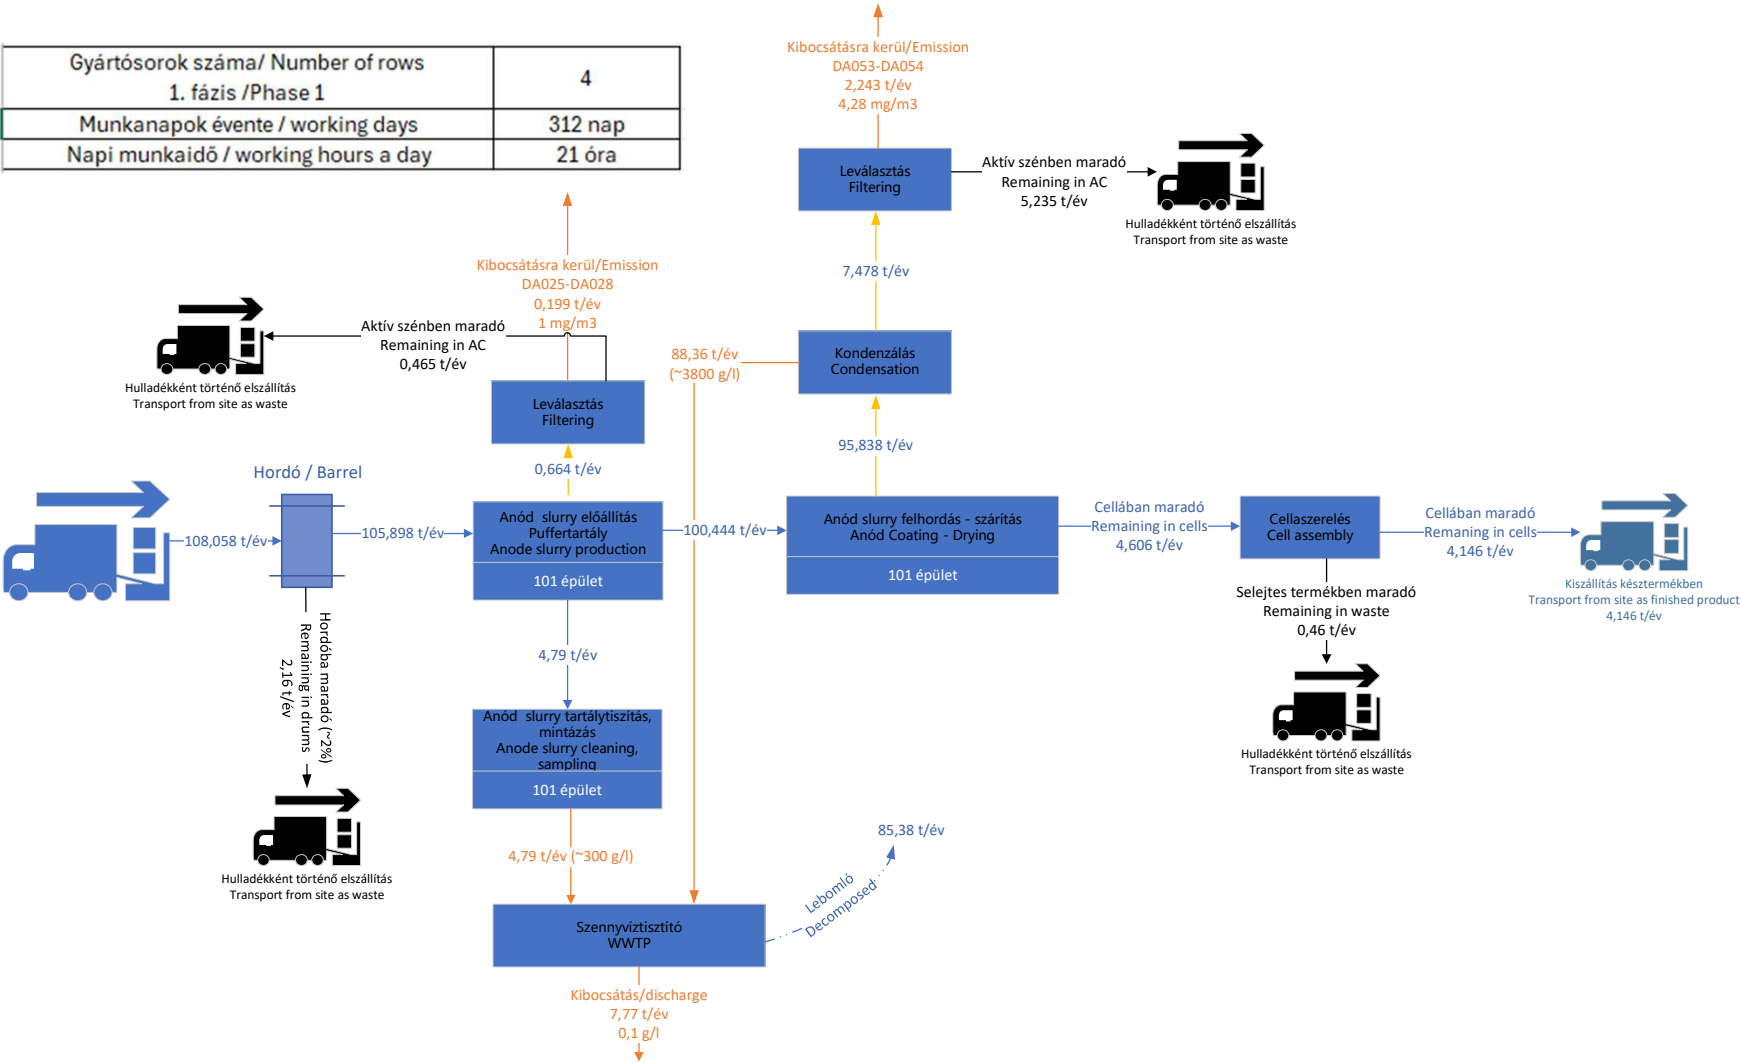 Gyártósorok száma/ Number of rows
1. fázis /Phase 1
4
Munkanapok évente / working days
312 nap
Napi munkaidő / working hours a day
21 óra
Kibocsátásra kerül/Emission
DA053-DA054
2,243 t/év
4,28 mg/m3
Leválasztás
Filtering
Aktív szénben maradó
Remaining in AC
5,235 t/év
Hulladékként történő elszállítás
Transport from site as waste
7,478 t/év
Kibocsátásra kerül/Emission
DA025-DA028
0,199 t/év
1 mg/m3
Aktív szénben maradó
Remaining in AC
0,465 t/év
Hulladékként történő elszállítás
Transport from site as waste
88,36 t/év
(~3800 g/l)
Kondenzálás
Condensation
Leválasztás
Filtering
95,838 t/év
0,664 t/év
Hordó / Barrel
108,058 t/év
105,898 t/év
Anód slurry előállítás
Puffertartály
Anode slurry production
101 épület
100,444 t/év
Anód slurry felhordás - szárítás
Anód Coating - Drying
101 épület
Cellában maradó
Remaining in cells
4,606 t/év
Cellaszerelés
Cell assembly
Cellában maradó
Remaning in cells
4,146 t/év
Kiszállítás késztermékben
Transport from site as finished product
4,146 t/év
Selejtes termékben maradó
Remaining in waste
0,46 t/év
Hulladékként történő elszállítás
Transport from site as waste
Hordóba maradó (~2%)
Remaining in drums
2,16 t/év
Hulladékként történő elszállítás
Transport from site as waste
4,79 t/év
Anód slurry tartálytiszítás,
mintázás
Anode slurry cleaning,
sampling
101 épület
4,79 t/év (~300 g/l)
85,38 t/év
Lebomló
Decomposed
Szennyvíztisztító
WWTP
Kibocsátás/discharge
7,77 t/év
0,1 g/l